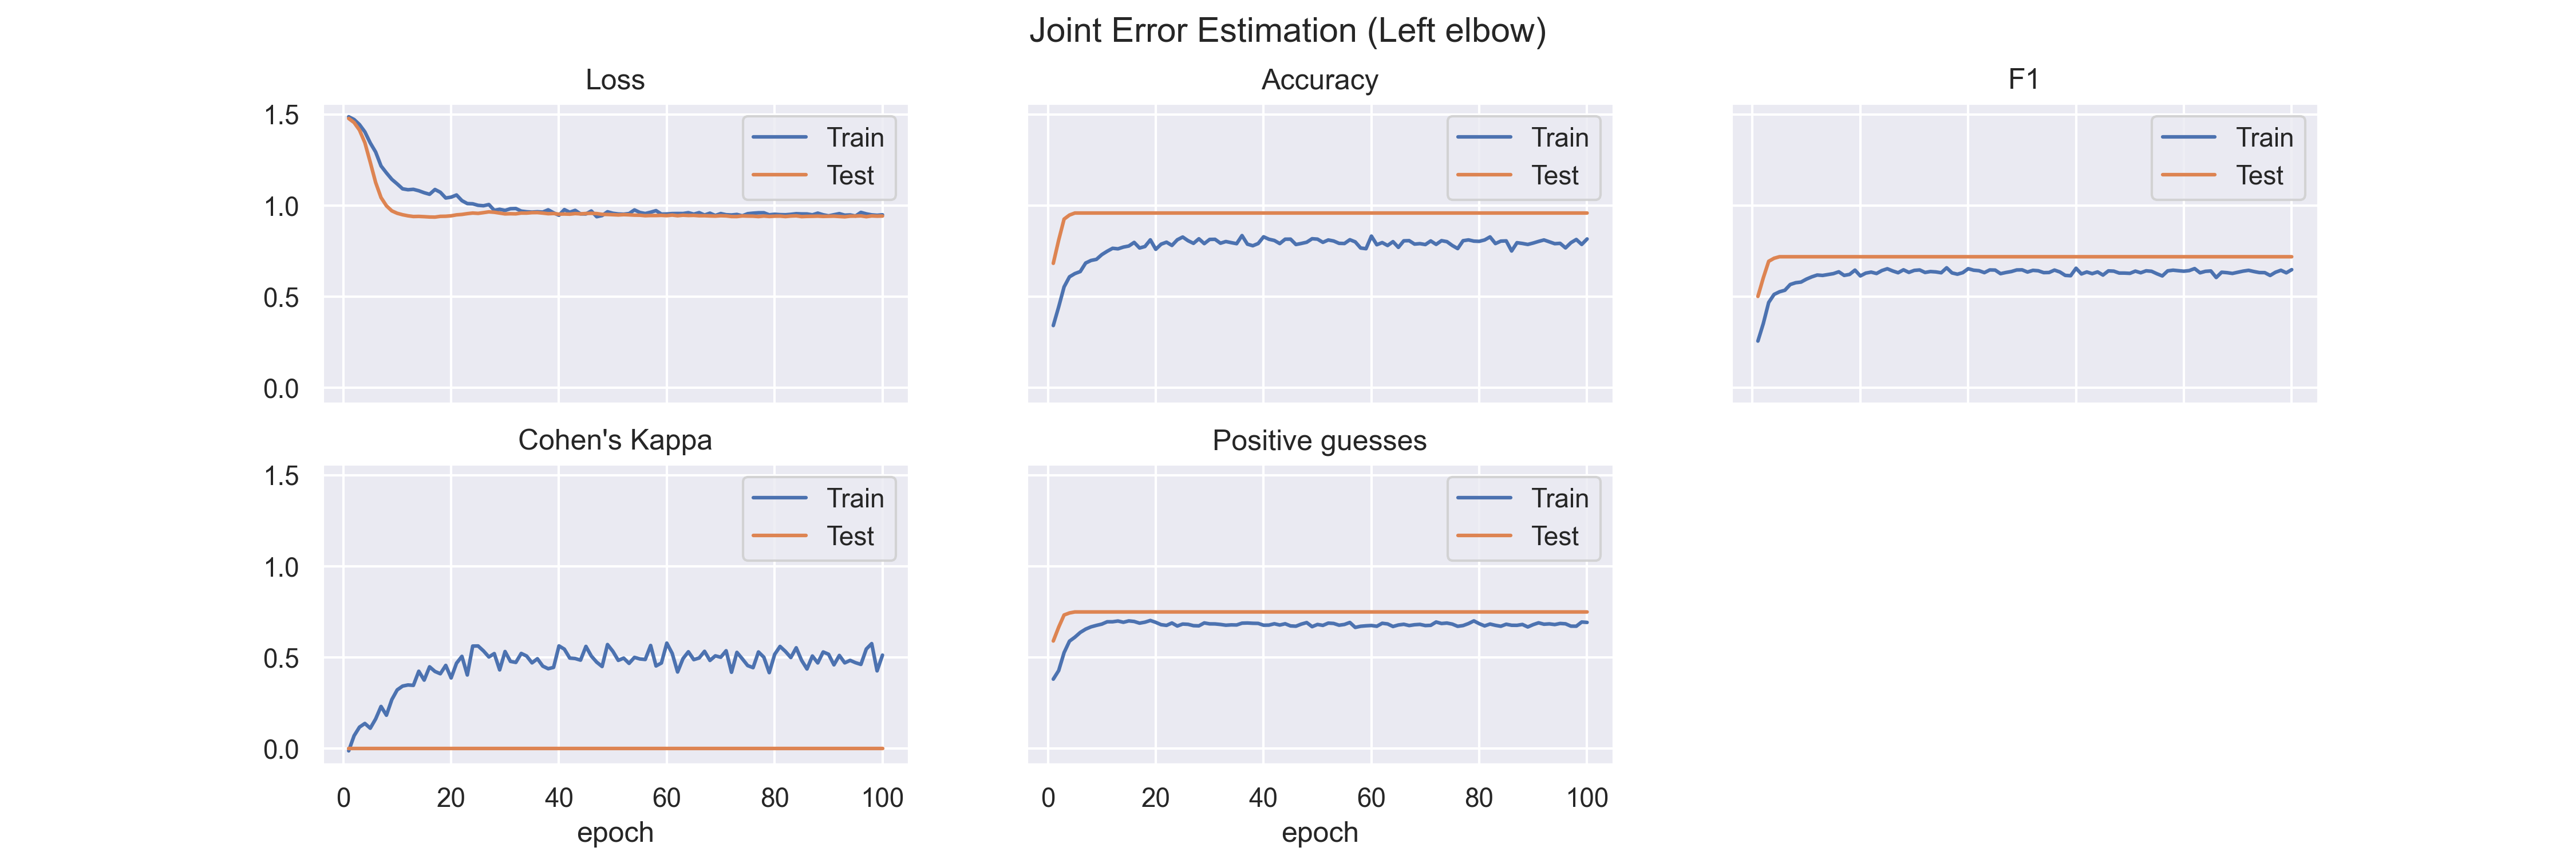 Joint Error Estimation (Left elbow)
Loss
Accuracy
F1
1.5
1.0
0.5
0.0
Train
Test
Train
Test
Train
Test
Cohen's Kappa
Positive guesses
1.5
1.0
0.5
0.0
Train
Test
Train
Test
0 20 40 60 80 100
0 20 40 60 80 100
epoch
epoch